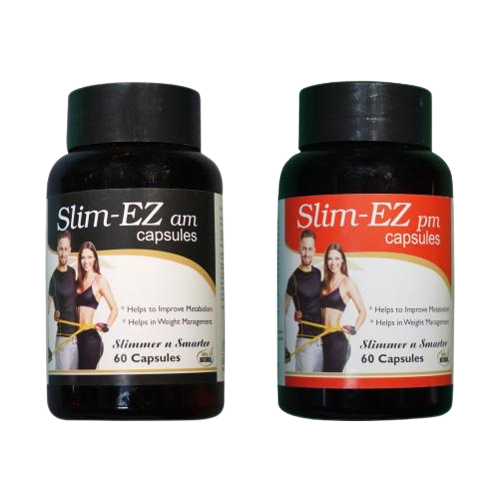 Slim-EZ am
capsules
* Helps to Improve Metabolism
* Helps in Weight Management
Slimmer n Smarter
60 Capsules
Slim-EZ pm
capsules
* Helps to Improve Metabolism
* Helps in Weight Management
Slimmer n Smarter
60 Capsules